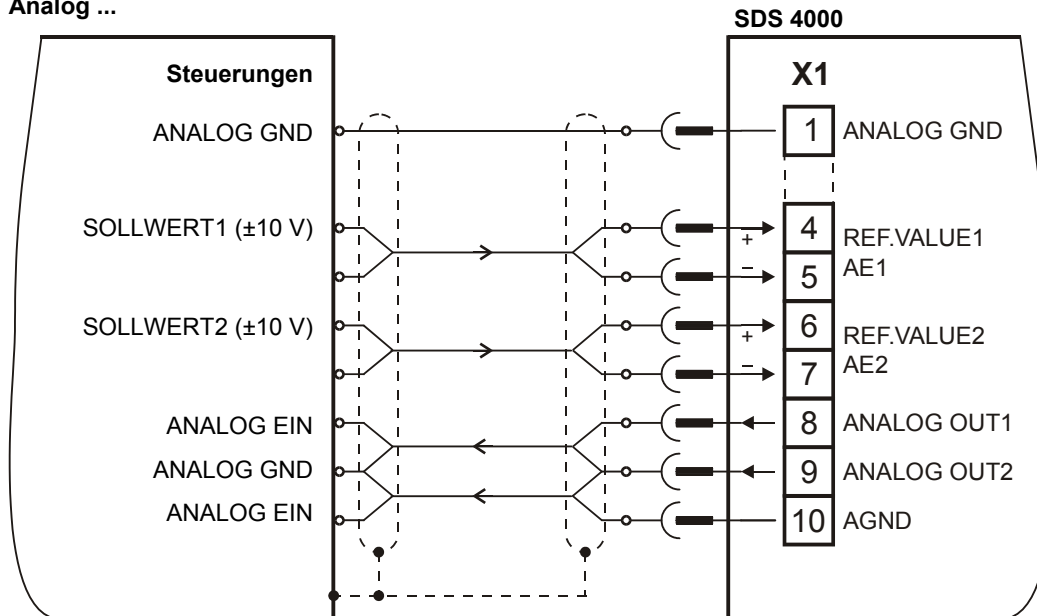 Analog ...
SDS 4000
Steuerungen
X1
ANALOG GND
1 ANALOG GND
SOLLWERT1 (±10 V)
+ 4 REF.VALUE1
− 5 AE1
SOLLWERT2 (±10 V)
+ 6 REF.VALUE2
− 7 AE2
ANALOG EIN
8 ANALOG OUT1
ANALOG GND
9 ANALOG OUT2
ANALOG EIN
10 AGND